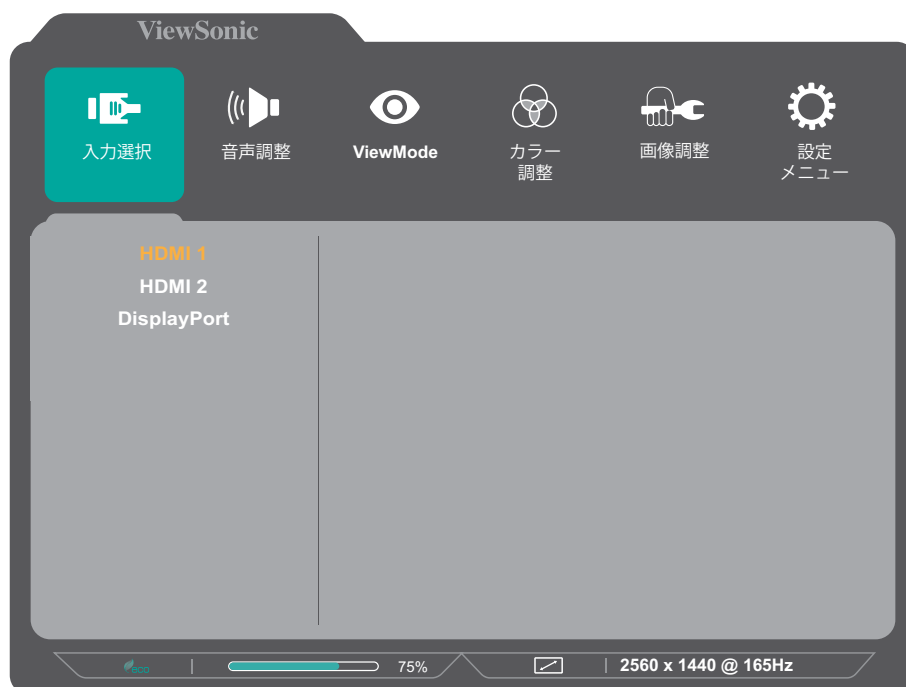 ViewSonic
入力選択
音声調整
ViewMode
カラー
調整
画像調整
設定
メニュー
HDMI 1
HDMI 2
DisplayPort
eco
75%
2560 x 1440 @ 165Hz